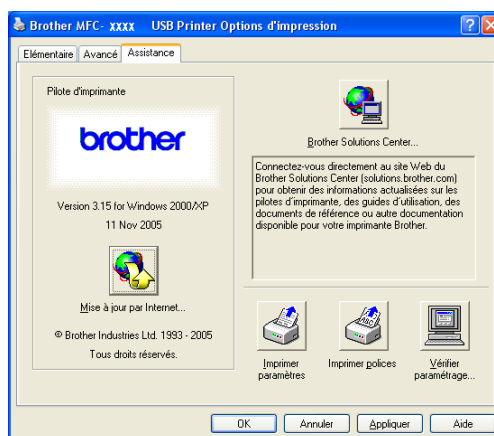 Brother MFC- xxxx USB Printer Options d'impression
Elémentaire Avancé Assistance
Pilote d'imprimante
brother
Version 3.15 for Windows 2000/XP
11 Nov 2005
Mise à jour par Internet...
© Brother Industries Ltd. 1993 - 2005
Tous droits réservés.
Brother Solutions Center...
Connectez-vous directement au site Web du
Brother Solutions Center (solutions.brother.com)
pour obtenir des informations actualisées sur les
pilotes d'imprimante, des guides d'utilisation, des
documents de référence ou autre documentation
disponible pour votre imprimante Brother.
Imprimer
paramètres
Imprimer polices
Vérifier
paramétrage...
OK Annuler Appliquer Aide